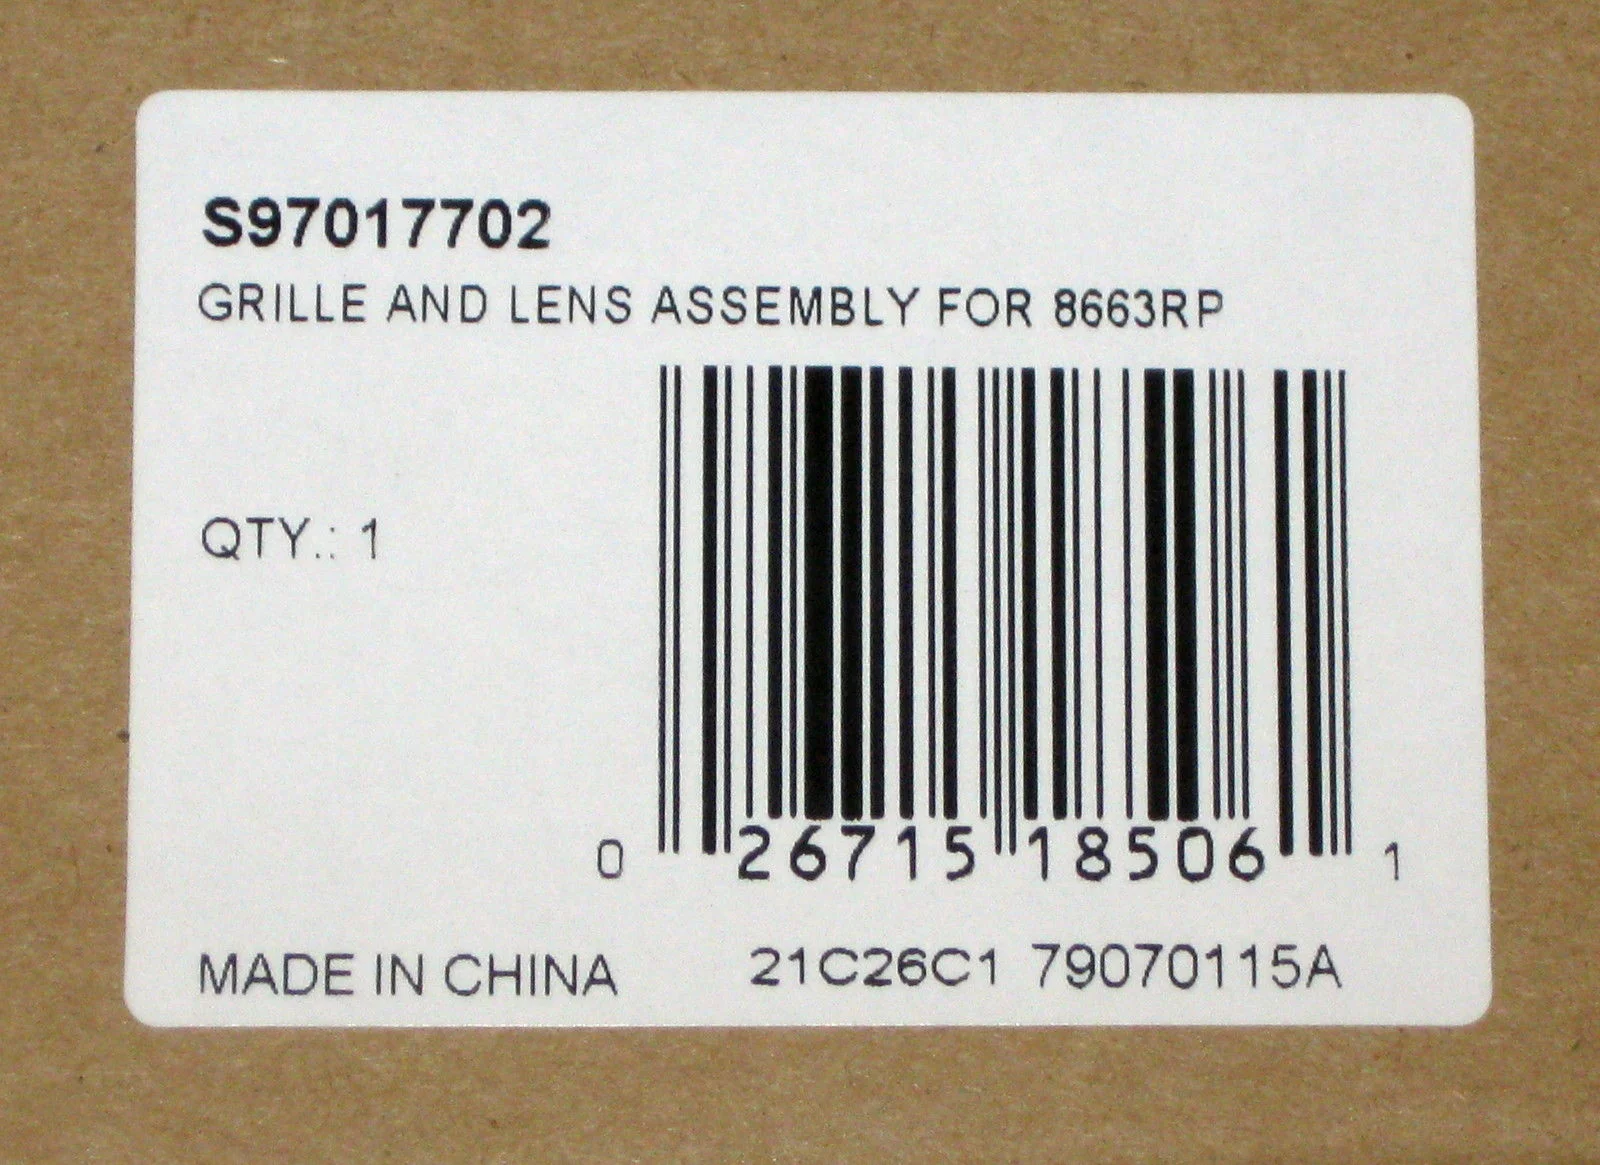 S97017702
GRILLE AND LENS ASSEMBLY FOR 8663RP
QTY.: 1
0 26715 18506 1
MADE IN CHINA 21C26C1 79070115A